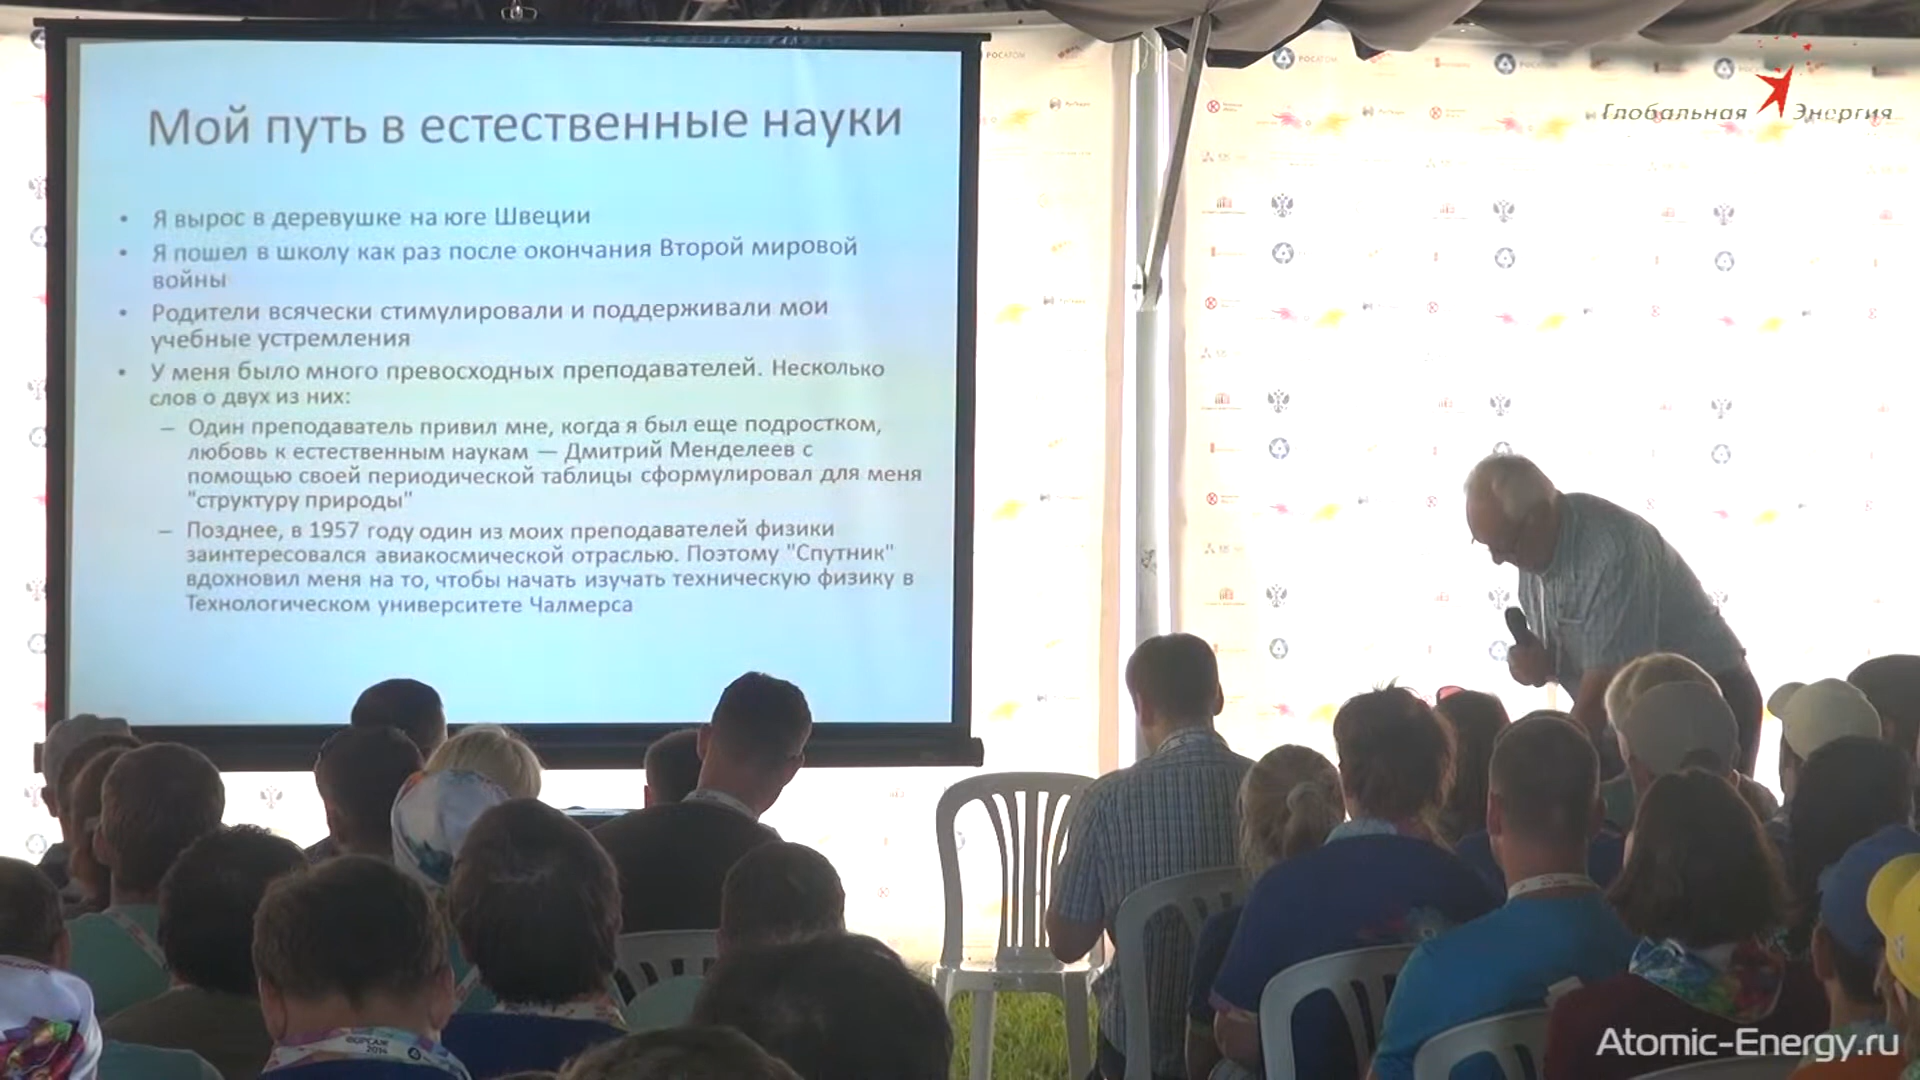 Мой путь в естественные науки
• Я вырос в деревушке на юге Швеции
• Я пошел в школу как раз после окончания Второй мировой
войны
• Родители всячески стимулировали и поддерживали мои
учебные устремления
• У меня было много превосходных преподавателей. Несколько
слов о двух из них:
– Один преподаватель привил мне, когда я был еще подростком,
любовь к естественным наукам — Дмитрий Менделеев с
помощью своей периодической таблицы сформулировал для меня
"структуру природы"
– Позднее, в 1957 году один из моих преподавателей физики
заинтересовался авиакосмической отраслью. Поэтому "Спутник"
вдохновил меня на то, чтобы начать изучать техническую физику в
Технологическом университете Чалмерса
РОСАТОМ
РОСАТОМ
Глобальная Энергия
ФОРСАЖ
2014
Atomic-Energy.ru